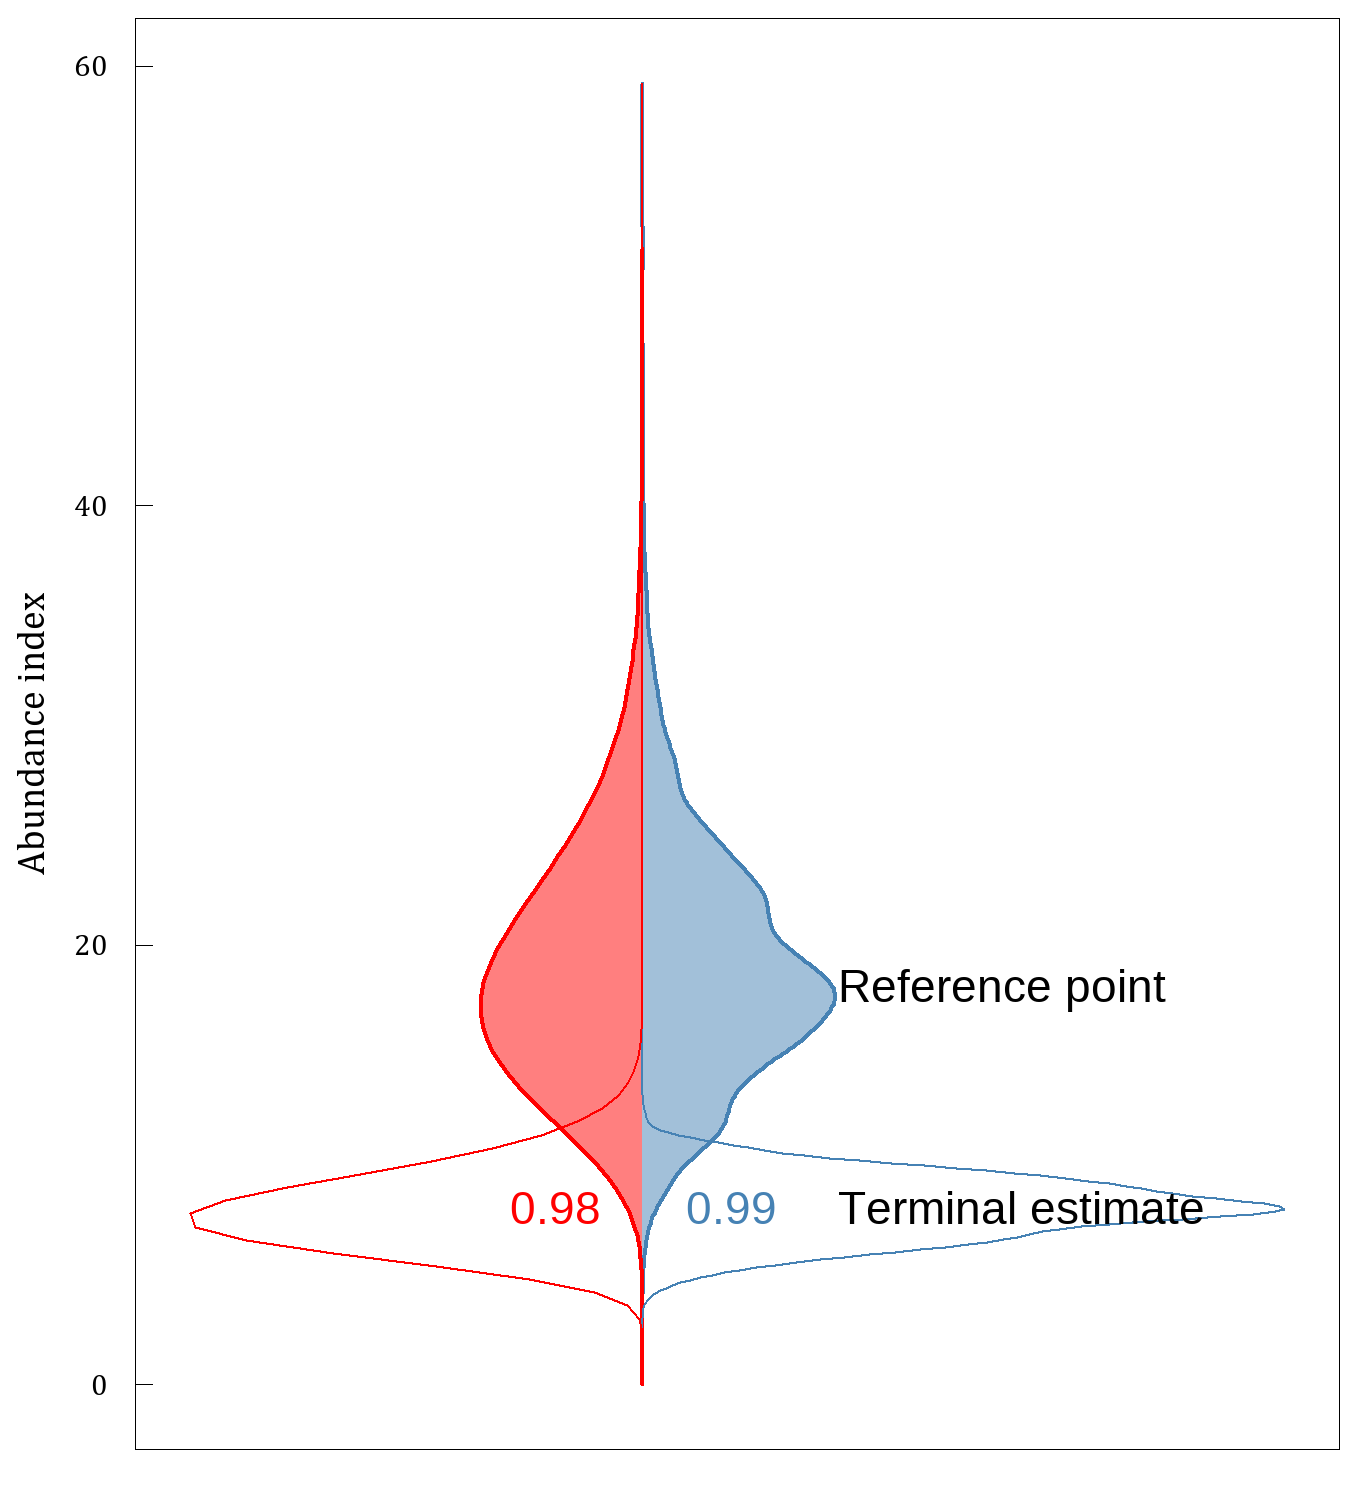 60
40
20
0
Abundance index
Reference point
0.98
0.99
Terminal estimate